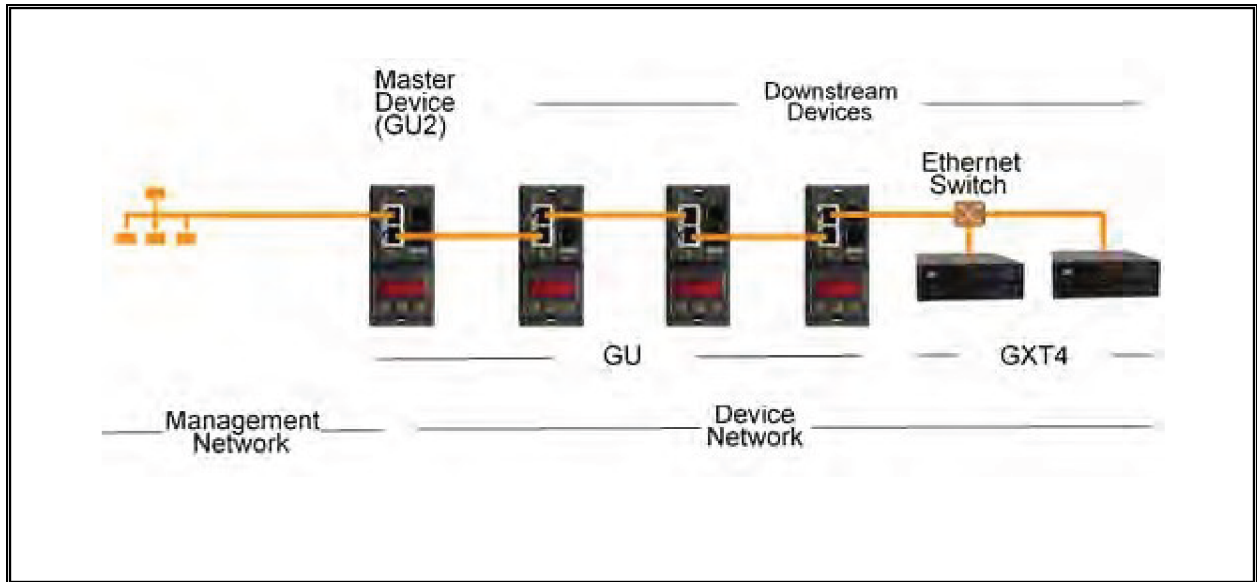 Master
Device
(GU2)
Downstream
Devices
Ethernet
Switch
GU
GXT4
Management
Network
Device
Network